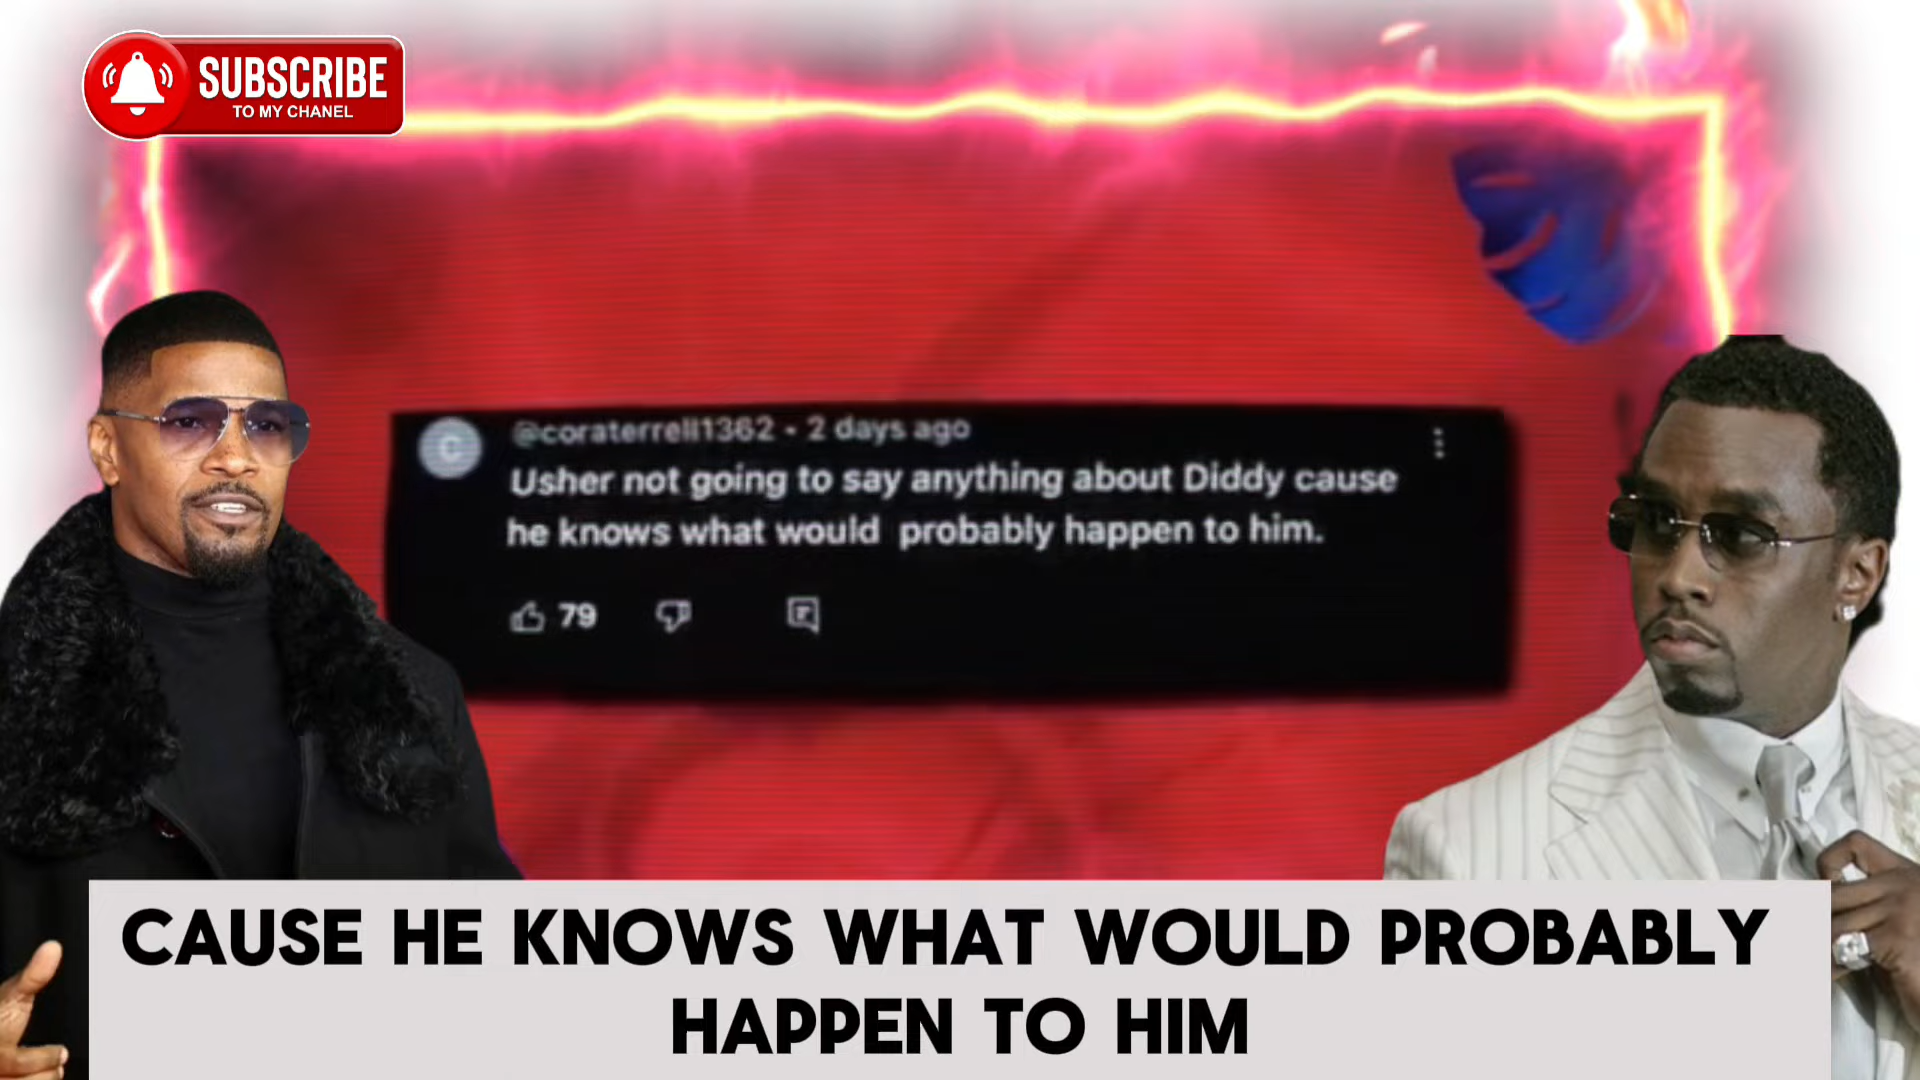 SUBSCRIBE
TO MY CHANEL
C
@coraterrell1362 • 2 days ago
Usher not going to say anything about Diddy cause
he knows what would probably happen to him.
79
CAUSE HE KNOWS WHAT WOULD PROBABLY
HAPPEN TO HIM